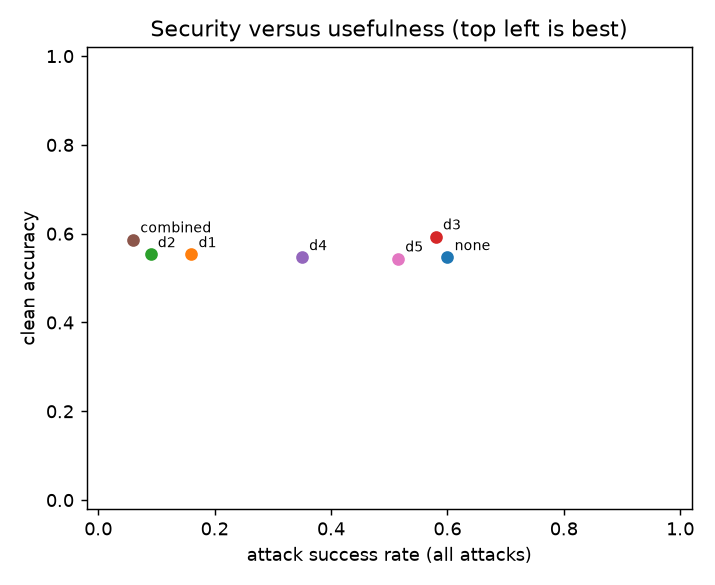 Security versus usefulness (top left is best)
1.0
0.8
0.6
0.4
0.2
0.0
clean accuracy
combined
d2
d1
d4
d5
d3
none
0.0 0.2 0.4 0.6 0.8 1.0
attack success rate (all attacks)